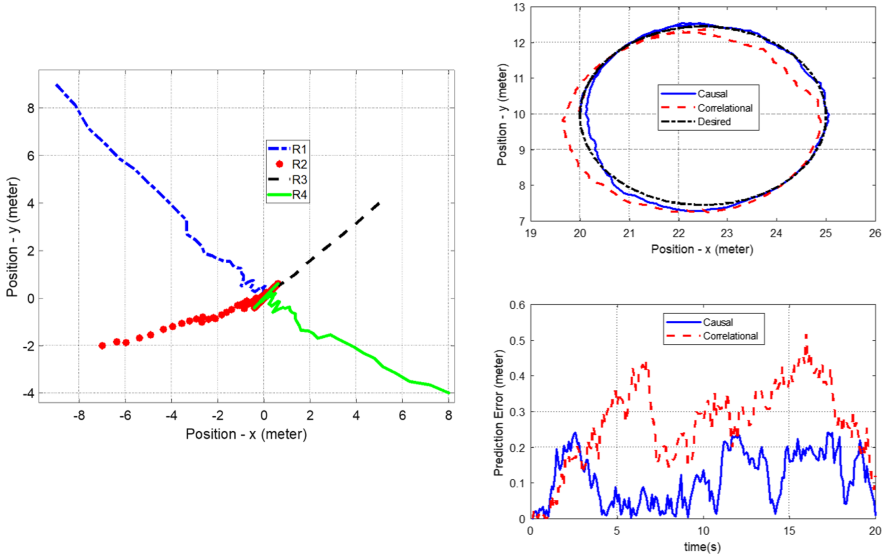 8
6
4
2
0
-2
-4
-8
-6
-4
-2
0
2
4
6
8
Position - x (meter)
Position - y (meter)
R1
R2
R3
R4
13
12
11
10
9
8
7
19
20
21
22
23
24
25
26
Position - x (meter)
Position - y (meter)
Causal
Correlational
Desired
0.6
0.5
0.4
0.3
0.2
0.1
0
0
5
10
15
20
time(s)
Prediction Error (meter)
Causal
Correlational